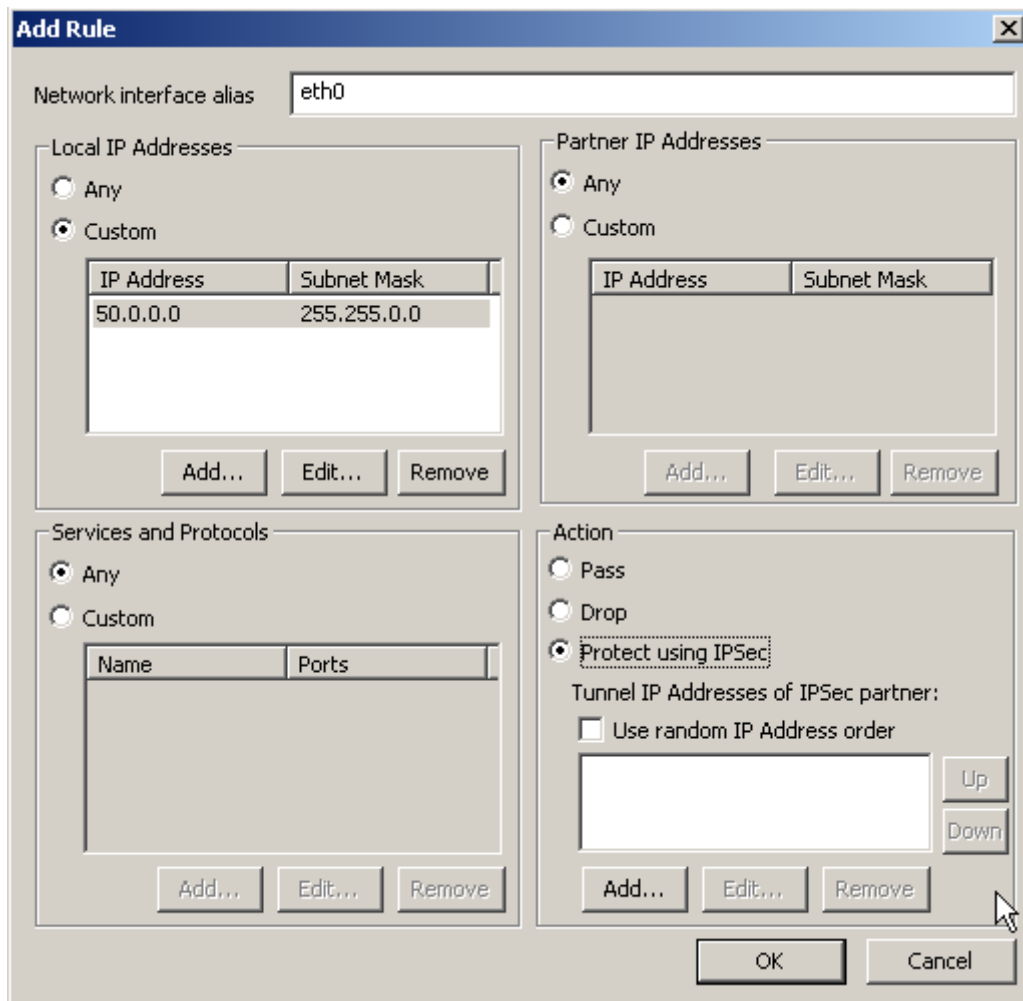 Add Rule
Network interface alias eth0
Local IP Addresses
Any
Custom
IP Address Subnet Mask
50.0.0.0 255.255.0.0
Add... Edit... Remove
Partner IP Addresses
Any
Custom
IP Address Subnet Mask
Add... Edit... Remove
Services and Protocols
Any
Custom
Name Ports
Add... Edit... Remove
Action
Pass
Drop
Protect using IPSec
Tunnel IP Addresses of IPSec partner:
Use random IP Address order
Up
Down
Add... Edit... Remove
OK Cancel